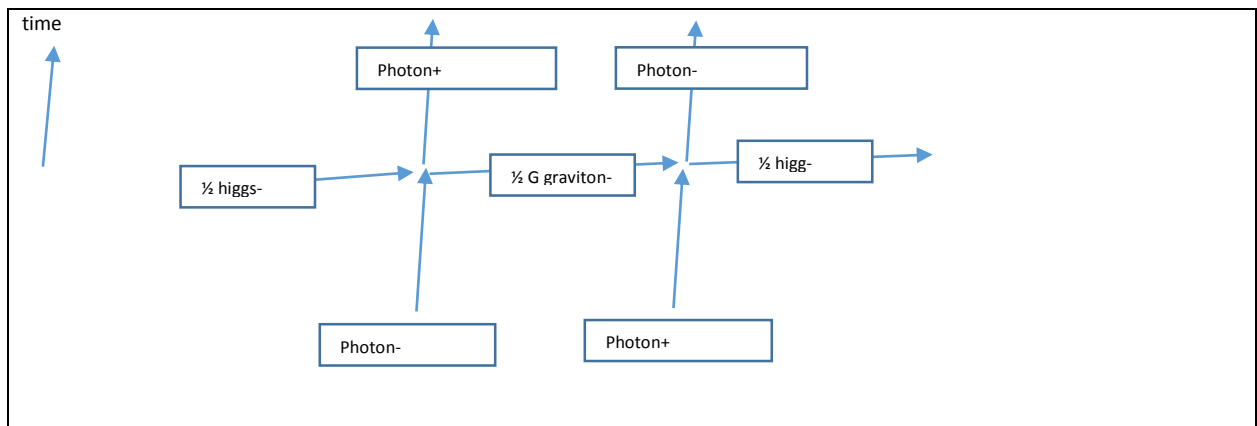 time
Photon+
Photon-
½ higgs-
½ G graviton-
½ higg-
Photon-
Photon+